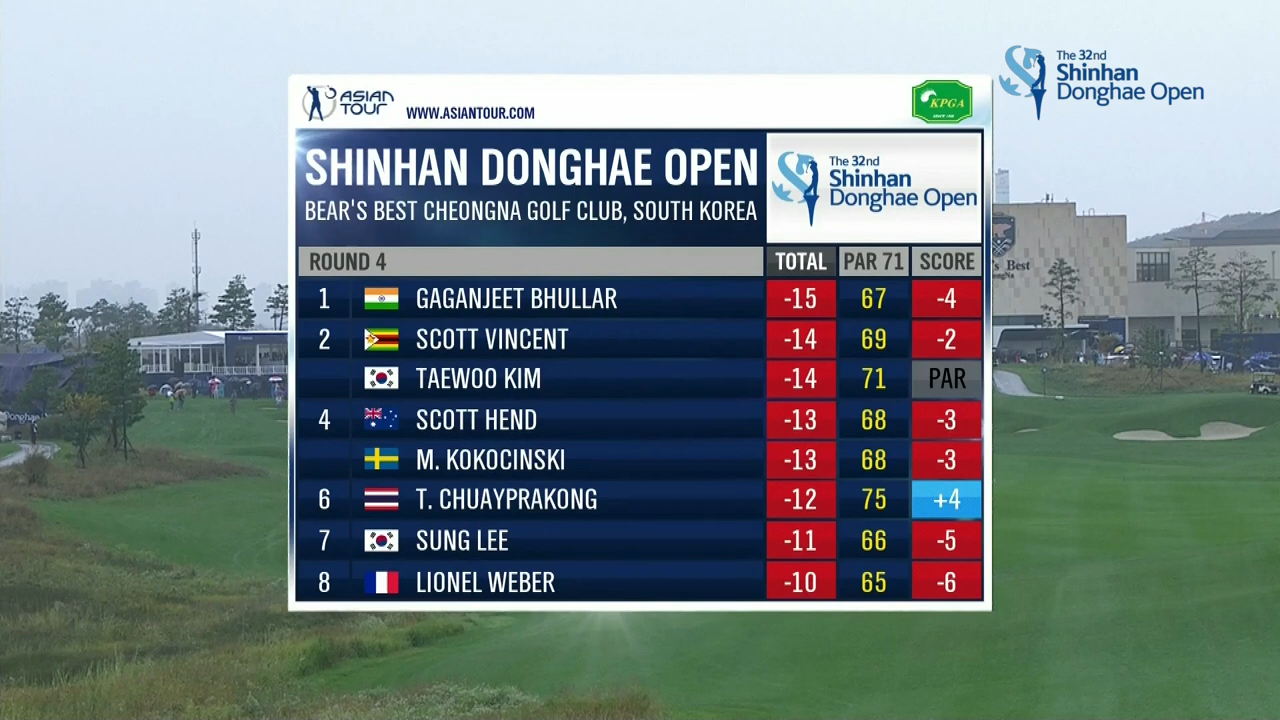 The 32nd
Shinhan
Donghae Open
ASIAN
TOUR
WWW.ASIANTOUR.COM
KPGA
SHINHAN DONGHAE OPEN
BEAR'S BEST CHEONGNA GOLF CLUB, SOUTH KOREA
The 32nd
Shinhan
Donghae Open
ROUND 4 TOTAL PAR 71 SCORE
1 GAGANJEET BHULLAR -15 67 -4
2 SCOTT VINCENT -14 69 -2
TAEWOO KIM -14 71 PAR
4 SCOTT HEND -13 68 -3
M. KOKOCINSKI -13 68 -3
6 T. CHUAYPRAKONG -12 75 +4
7 SUNG LEE -11 66 -5
8 LIONEL WEBER -10 65 -6
Best